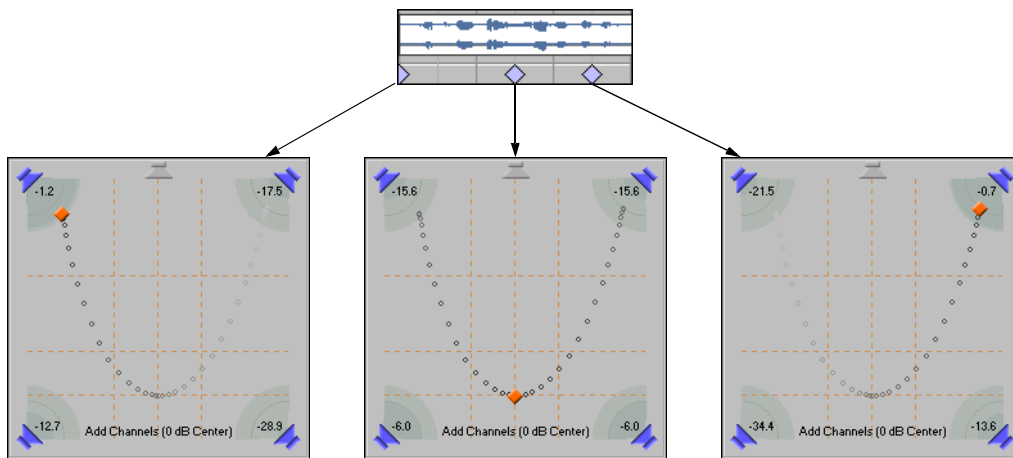 -1.2 -17.5
-12.7 Add Channels (0 dB Center) -28.9
-15.6 -15.6
-6.0 Add Channels (0 dB Center) -6.0
-21.5 -0.7
-34.4 Add Channels (0 dB Center) -13.6